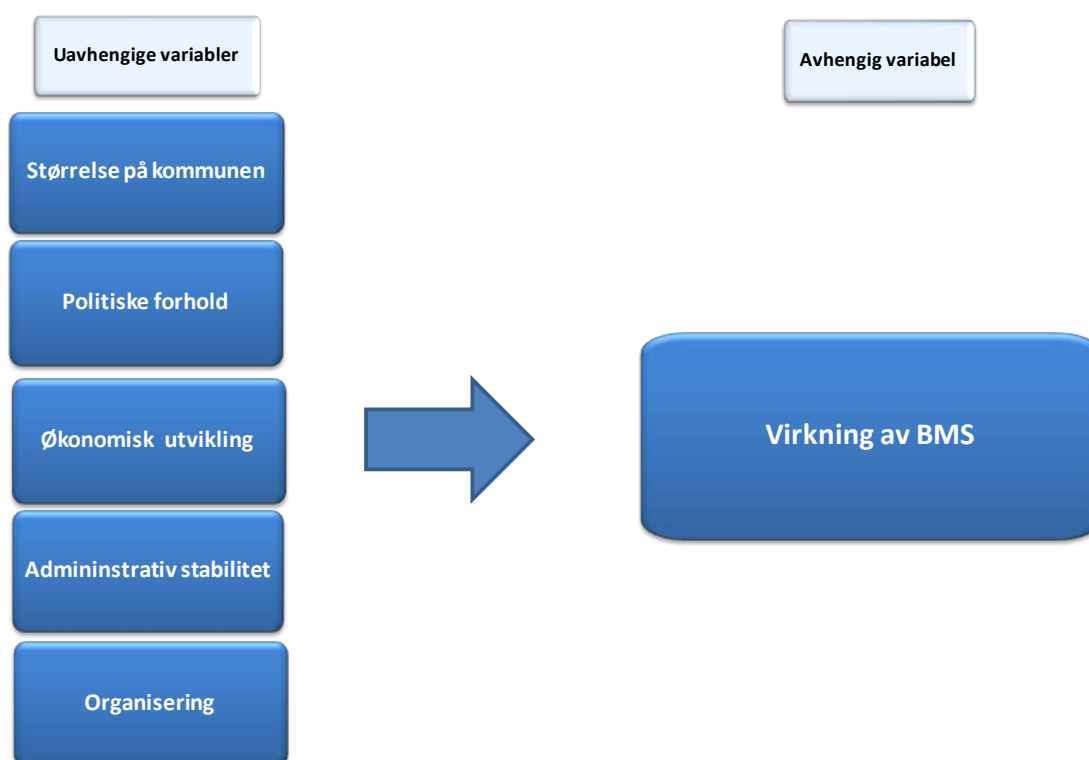 Uavhengige variabler
Avhengig variabel
Størrelse på kommunen
Politiske forhold
Økonomisk utvikling
Admininstrativ stabilitet
Organisering
Virkning av BMS